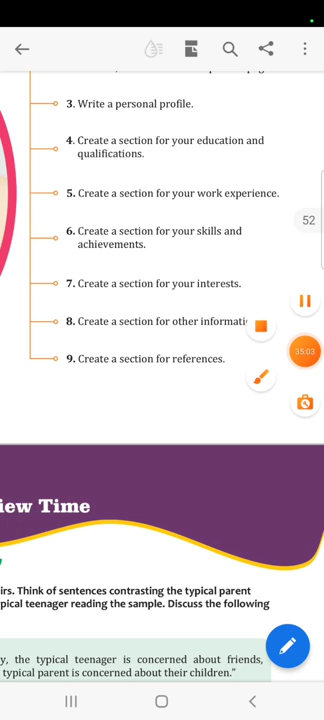 3. Write a personal profile.
4. Create a section for your education and
qualifications.
5. Create a section for your work experience.
52
6. Create a section for your skills and
achievements.
7. Create a section for your interests.
8. Create a section for other informati
35:03
9. Create a section for references.
iew Time
irs. Think of sentences contrasting the typical parent
pical teenager reading the sample. Discuss the following
y, the typical teenager is concerned about friends,
typical parent is concerned about their children."